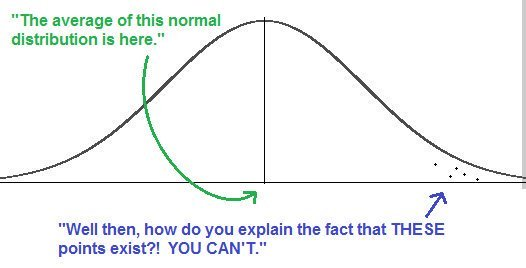 "The average of this normal
distribution is here."
"Well then, how do you explain the fact that THESE
points exist?!  YOU CAN'T."